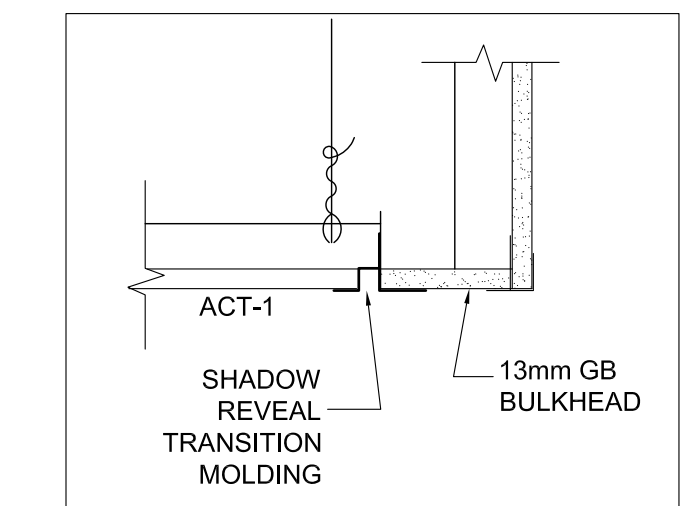 ACT-1
SHADOW
REVEAL
TRANSITION
MOLDING
13mm GB
BULKHEAD